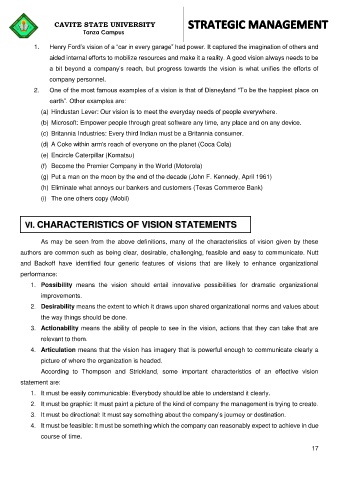 CAVITE STATE UNIVERSITY
Tanza Campus
STRATEGIC MANAGEMENT
1. Henry Ford's vision of a "car in every garage" had power. It captured the imagination of others and
aided internal efforts to mobilize resources and make it a reality. A good vision always needs to be
a bit beyond a company's reach, but progress towards the vision is what unifies the efforts of
company personnel.
2. One of the most famous examples of a vision is that of Disneyland "To be the happiest place on
earth". Other examples are:
(a) Hindustan Lever: Our vision is to meet the everyday needs of people everywhere.
(b) Microsoft: Empower people through great software any time, any place and on any device.
(c) Britannia Industries: Every third Indian must be a Britannia consumer.
(d) A Coke within arm's reach of everyone on the planet (Coca Cola)
(e) Encircle Caterpillar (Komatsu)
(f) Become the Premier Company in the World (Motorola)
(g) Put a man on the moon by the end of the decade (John F. Kennedy, April 1961)
(h) Eliminate what annoys our bankers and customers (Texas Commerce Bank)
(i) The one others copy (Mobil)
VI. CHARACTERISTICS OF VISION STATEMENTS
As may be seen from the above definitions, many of the characteristics of vision given by these
authors are common such as being clear, desirable, challenging, feasible and easy to communicate. Nutt
and Backoff have identified four generic features of visions that are likely to enhance organizational
performance:
1. Possibility means the vision should entail innovative possibilities for dramatic organizational
improvements.
2. Desirability means the extent to which it draws upon shared organizational norms and values about
the way things should be done.
3. Actionability means the ability of people to see in the vision, actions that they can take that are
relevant to them.
4. Articulation means that the vision has imagery that is powerful enough to communicate clearly a
picture of where the organization is headed.
According to Thompson and Strickland, some important characteristics of an effective vision
statement are:
1. It must be easily communicable: Everybody should be able to understand it clearly.
2. It must be graphic: It must paint a picture of the kind of company the management is trying to create.
3. It must be directional: It must say something about the company's journey or destination.
4. It must be feasible: It must be something which the company can reasonably expect to achieve in due
course of time.
17